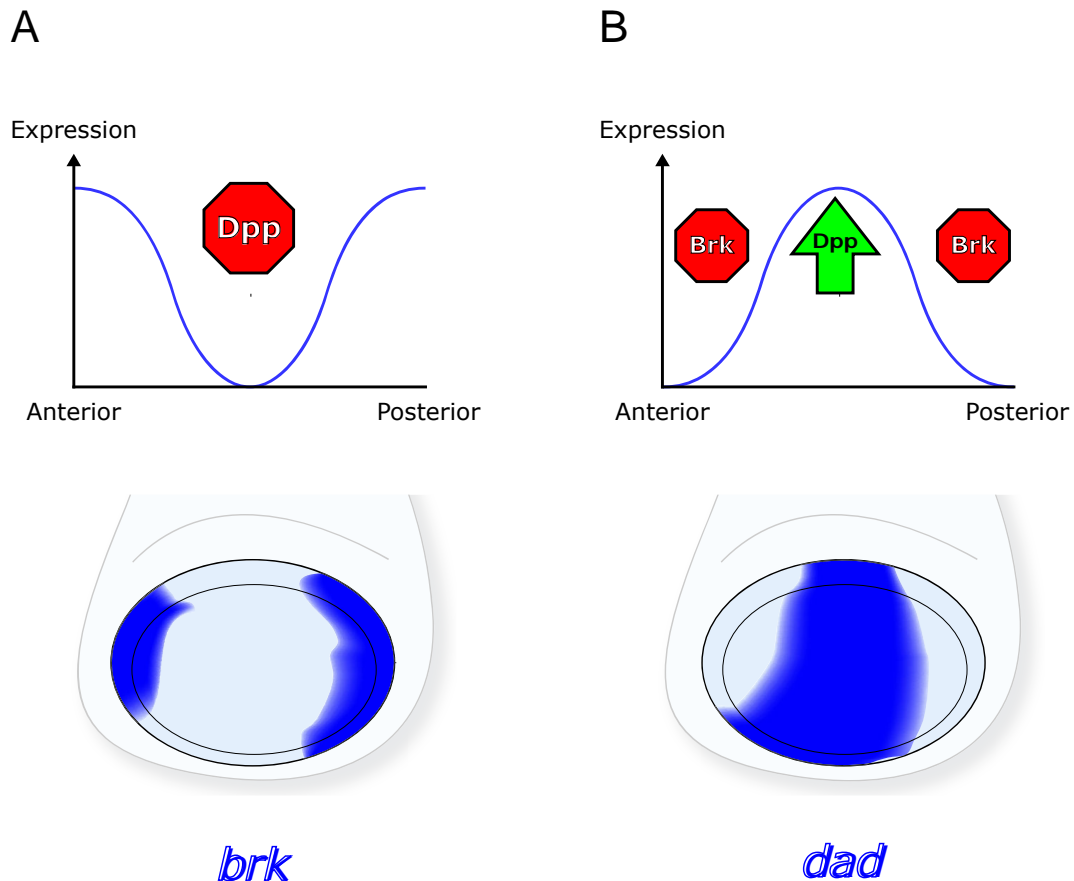 A
B
Expression
Expression
Dpp
Brk
Dpp
Brk
Anterior
Posterior
Anterior
Posterior
brk
dad